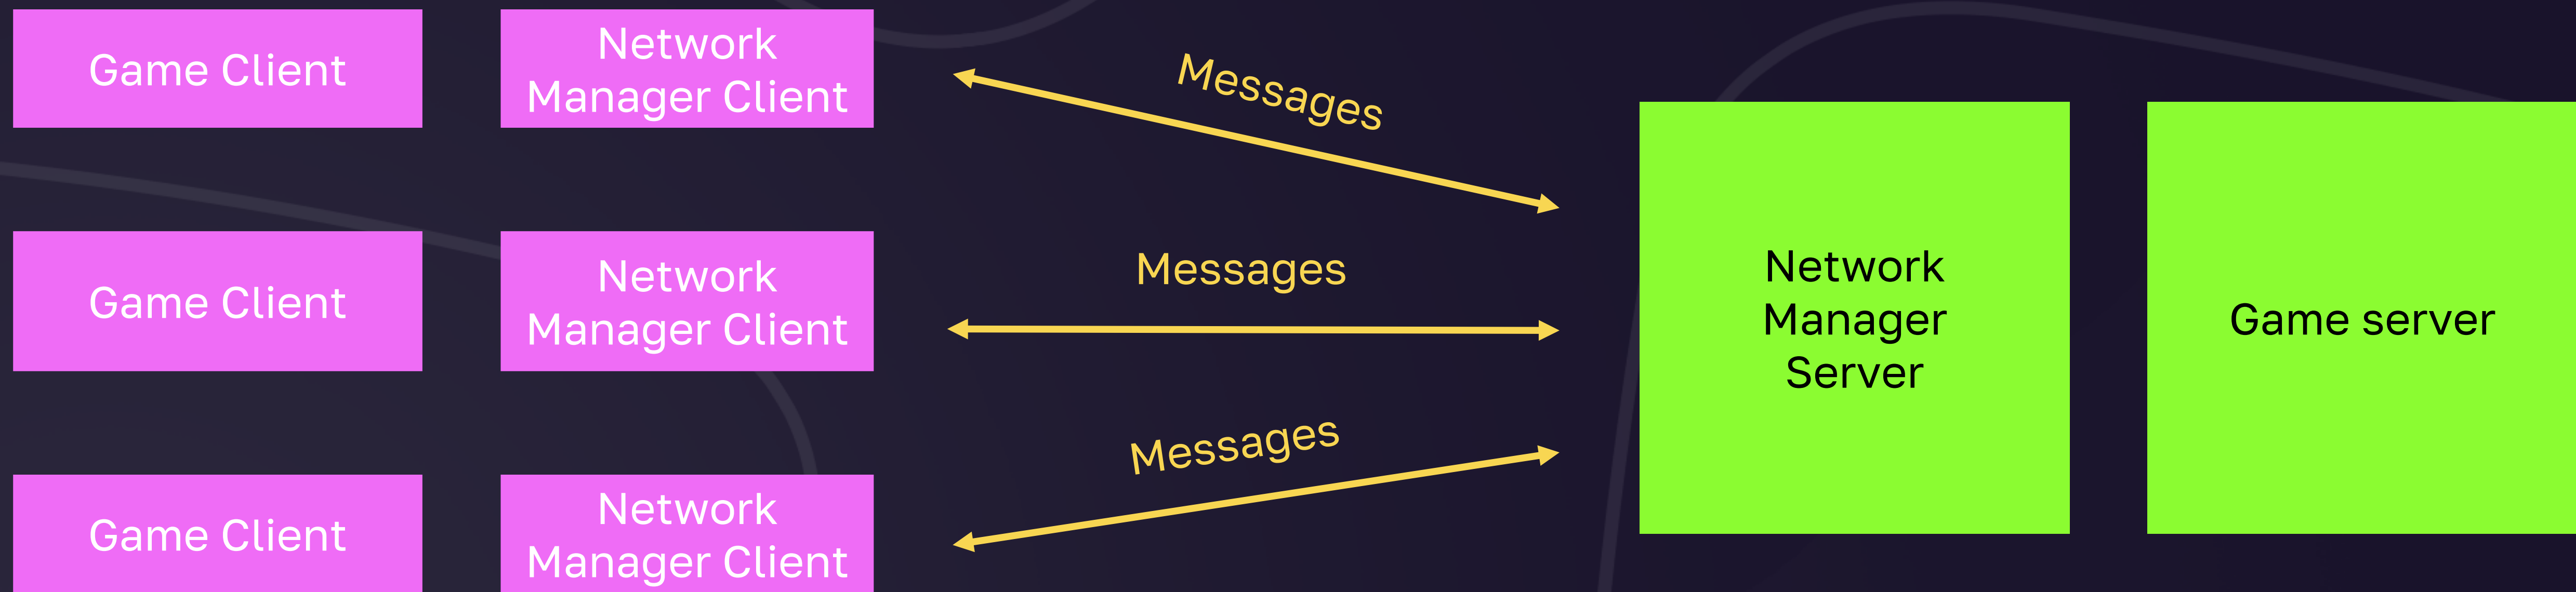 Game Client
Network
Manager Client
Messages
Game Client
Network
Manager Client
Messages
Network
Manager
Server
Game server
Game Client
Network
Manager Client
Messages